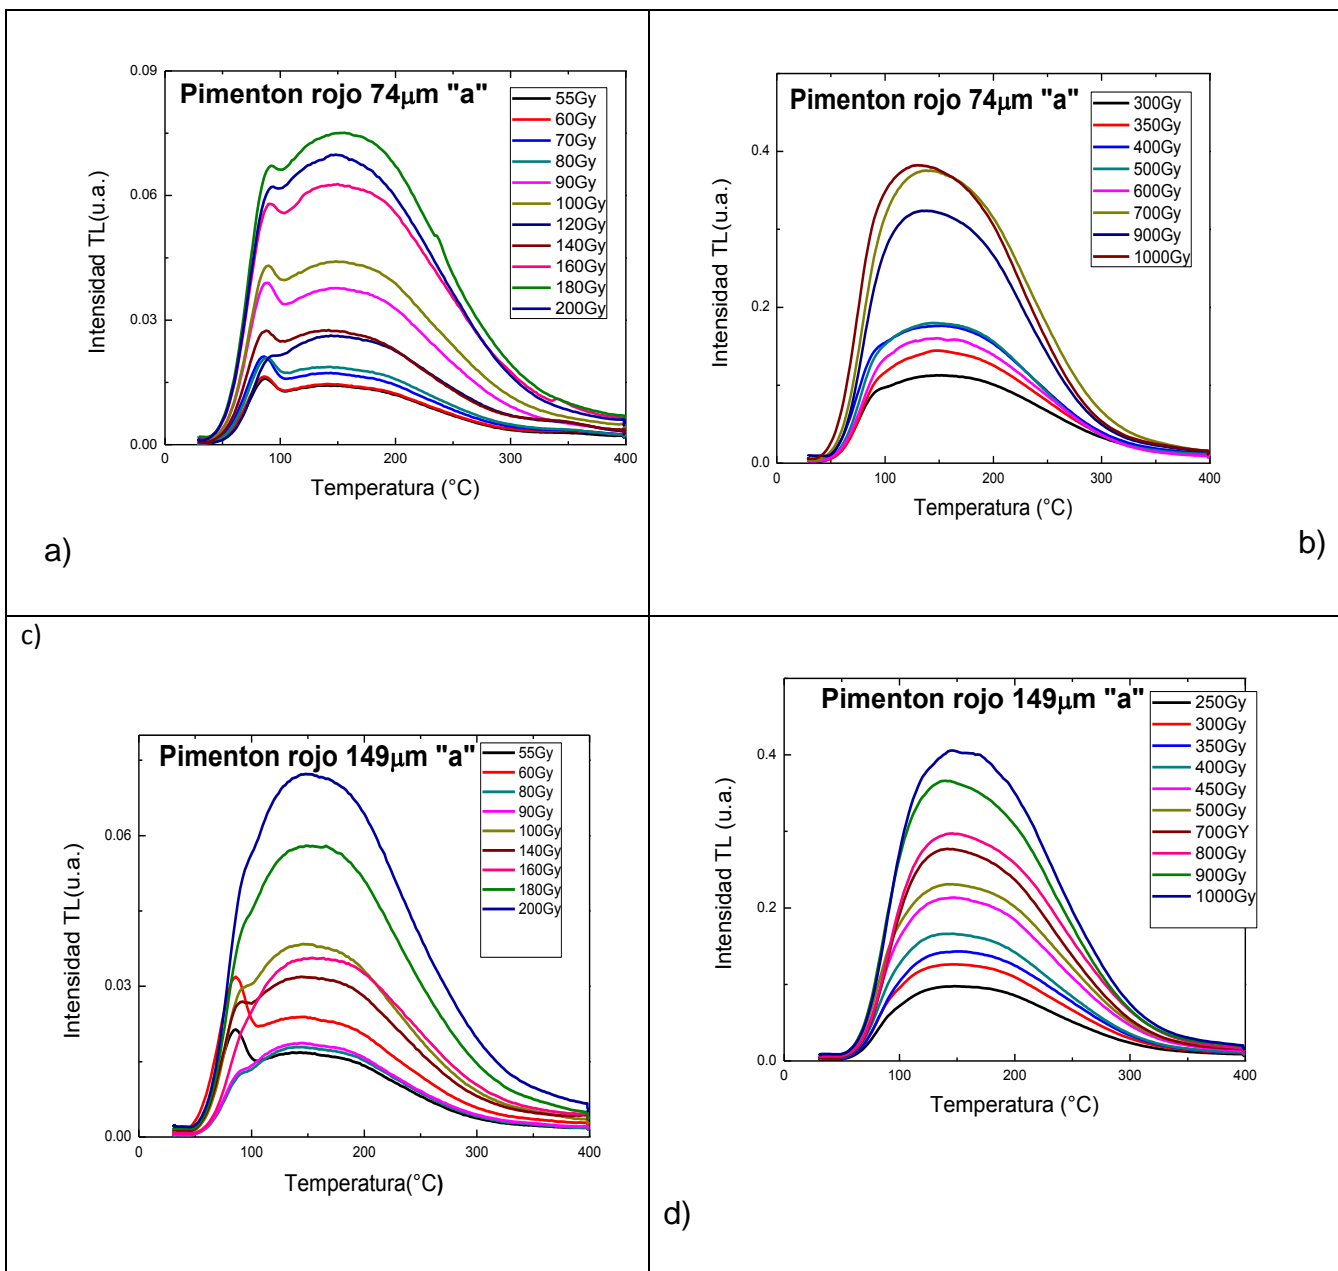 Pimenton rojo 74μm "a"
Intensidad TL(u.a.)
0.09
0.06
0.03
0.00
0
100
200
300
400
Temperatura (°C)
55Gy
60Gy
70Gy
80Gy
90Gy
100Gy
120Gy
140Gy
160Gy
180Gy
200Gy
a)
Pimenton rojo 74μm "a"
Intensidad TL(u.a.)
0.4
0.2
0.0
0
100
200
300
400
Temperatura (°C)
300Gy
350Gy
400Gy
500Gy
600Gy
700Gy
900Gy
1000Gy
b)
c)
Pimenton rojo 149μm "a"
Intensidad TL(u.a.)
0.06
0.03
0.00
0
100
200
300
400
Temperatura(°C)
55Gy
60Gy
80Gy
90Gy
100Gy
140Gy
160Gy
180Gy
200Gy
Pimenton rojo 149μm "a"
Intensidad TL (u.a.)
0.4
0.2
0.0
0
100
200
300
400
Temperatura (°C)
250Gy
300Gy
350Gy
400Gy
450Gy
500Gy
700GY
800Gy
900Gy
1000Gy
d)